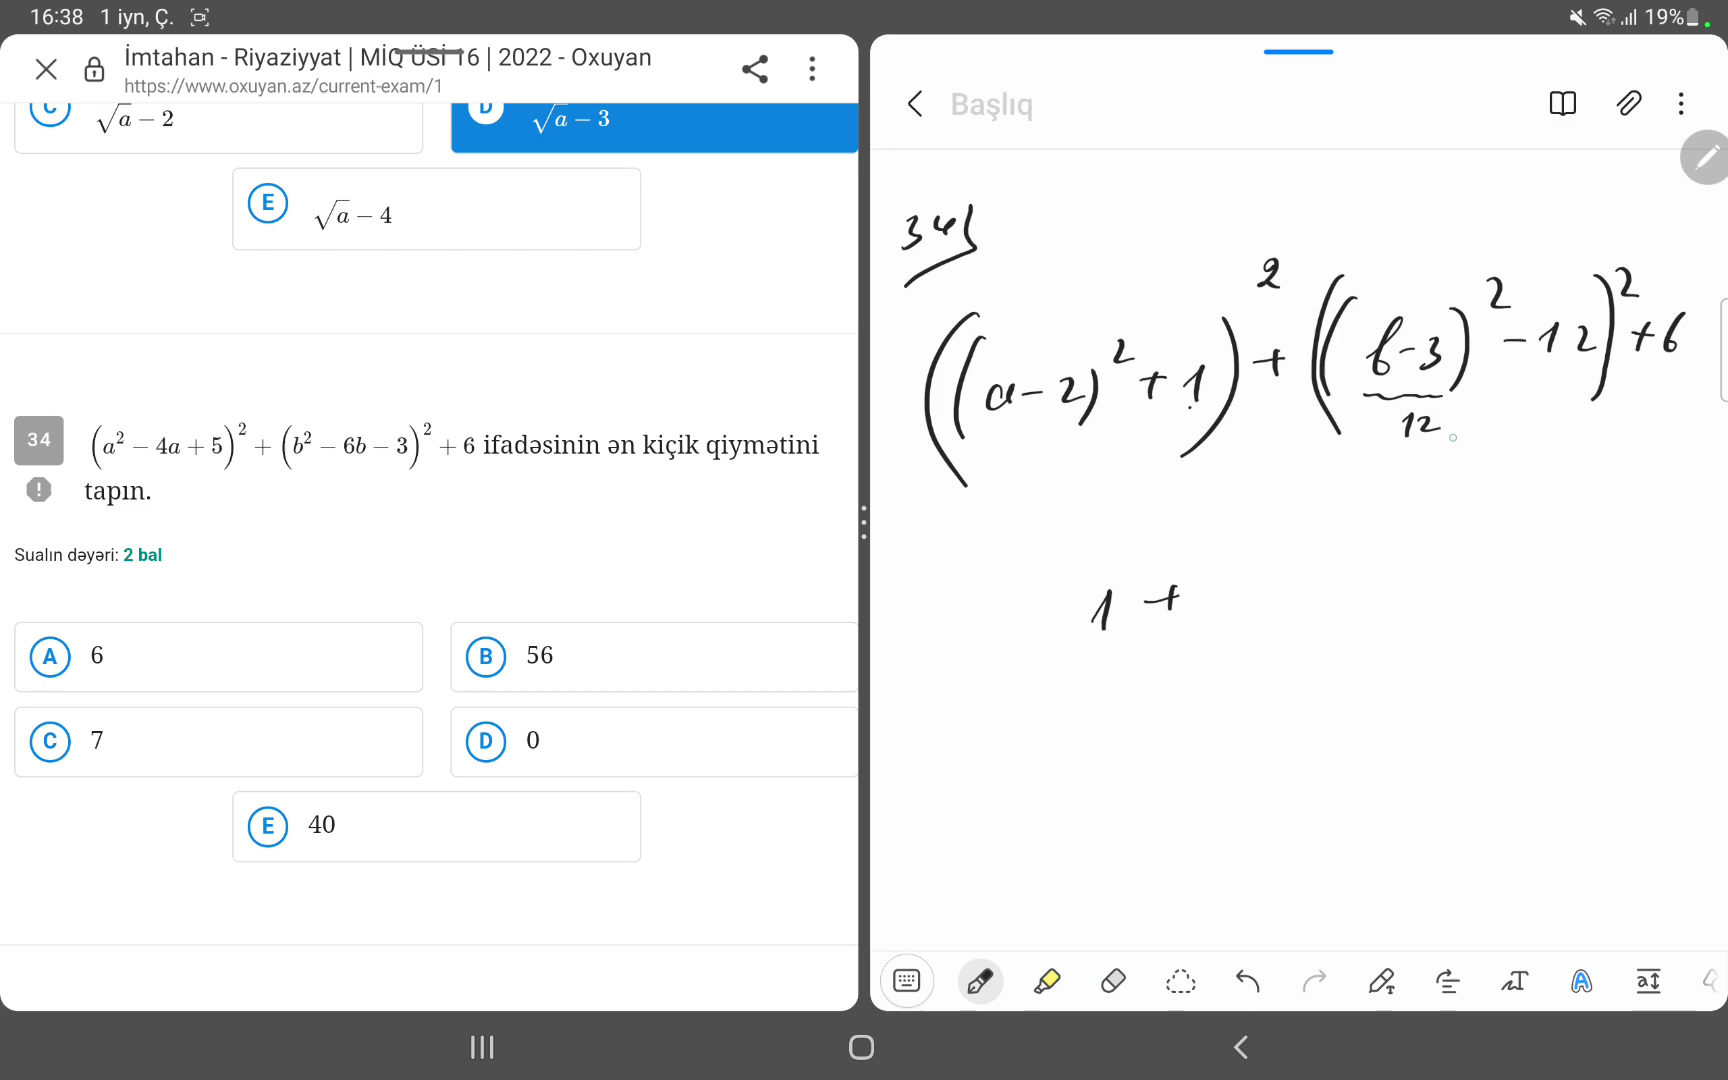 16:38 1 iyn, Ç. 19%
İmtahan - Riyaziyyat | MİQ ÜSİ 16 | 2022 - Oxuyan
https://www.oxuyan.az/current-exam/1
C √a − 2
D √a − 3
E √a − 4
34 (a² − 4a + 5)² + (b² − 6b − 3)² + 6 ifadəsinin ən kiçik qiymətini
tapın.
Sualın dəyəri: 2 bal
A 6
B 56
C 7
D 0
E 40
Başlıq
34)
((a-2)² + 1)² + ((b-3)² - 12)² + 6
12
1 +